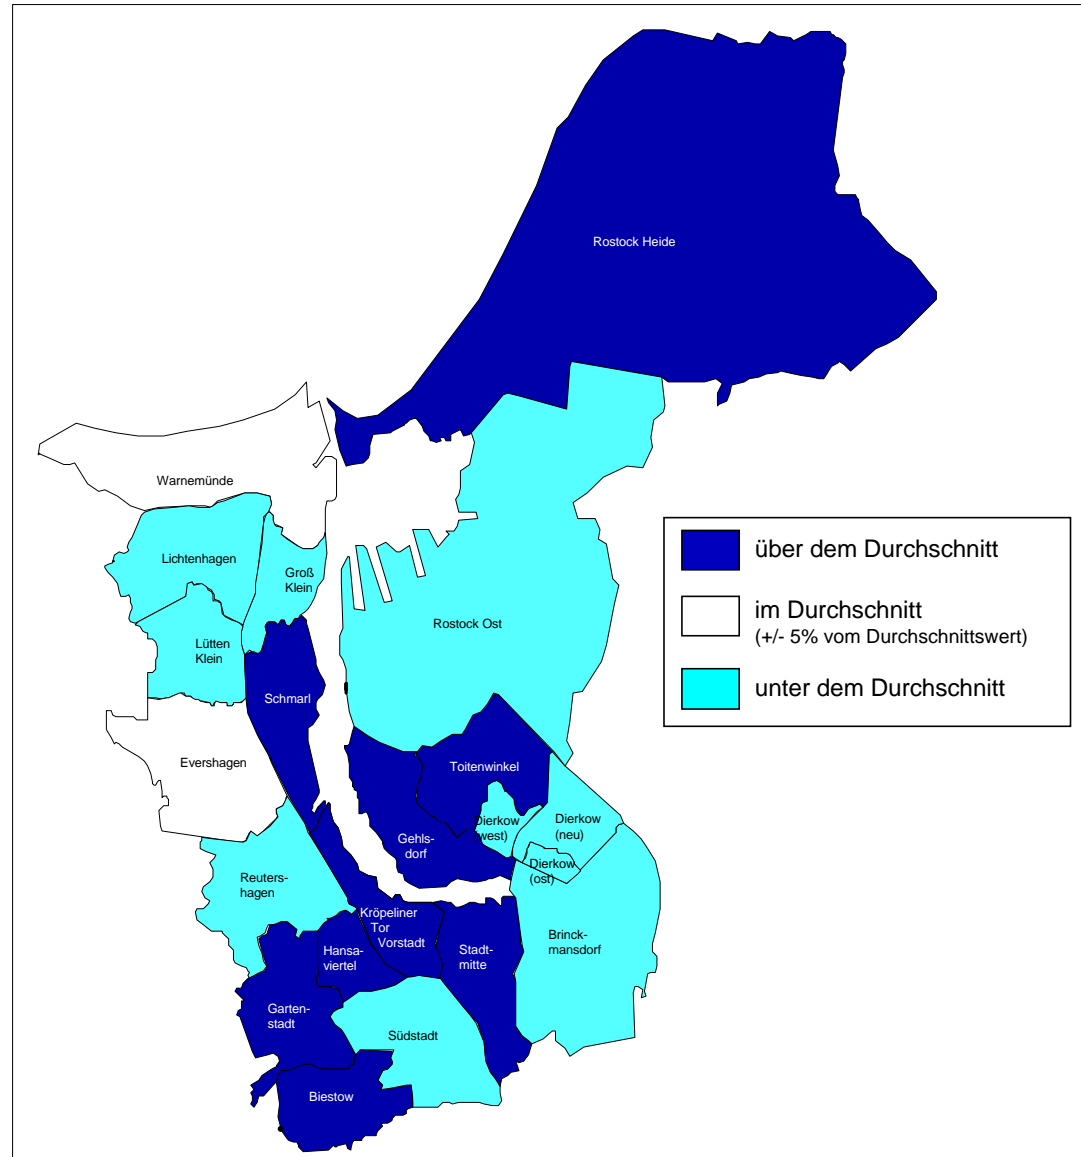 Rostock Heide
Warnemünde
Lichtenhagen
Groß
Klein
Rostock Ost
Lütten
Klein
Schmarl
Evershagen
Toitenwinkel
Dierkow
(west)
Dierkow
(neu)
Gehls-
dorf
Dierkow
(ost)
Reuters-
hagen
Kröpeliner
Tor
Vorstadt
Hansa-
viertel
Stadt-
mitte
Brinck-
mansdorf
Garten-
stadt
Südstadt
Biestow
über dem Durchschnitt
im Durchschnitt
(+/- 5% vom Durchschnittswert)
unter dem Durchschnitt